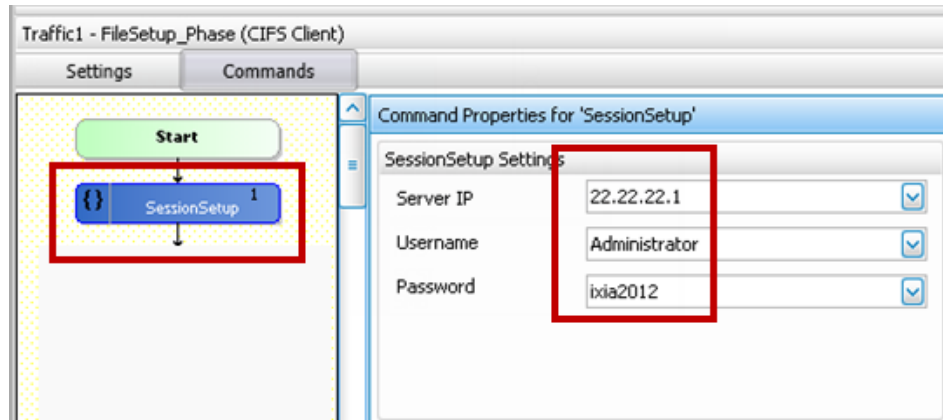 Traffic1 - FileSetup_Phase (CIFS Client)
Settings Commands
Start
{} SessionSetup 1
Command Properties for 'SessionSetup'
SessionSetup Settings
Server IP 22.22.22.1
Username Administrator
Password ixia2012